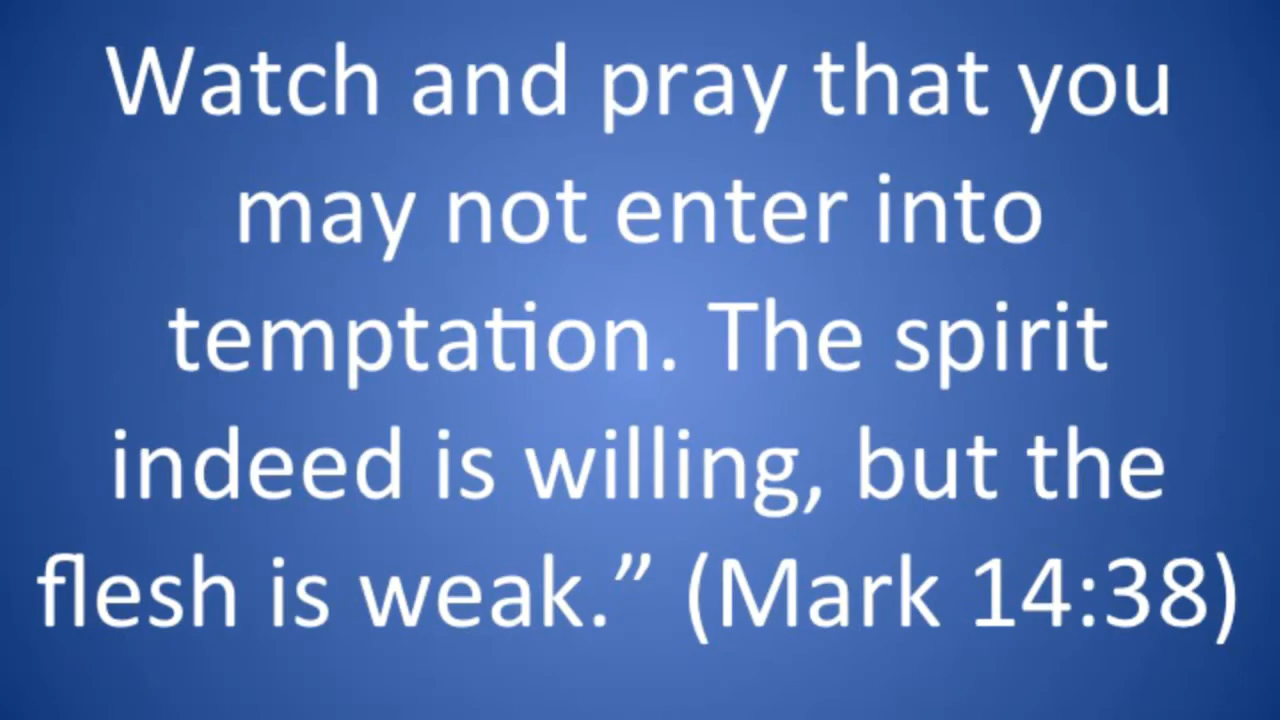 Watch and pray that you
may not enter into
temptation. The spirit
indeed is willing, but the
flesh is weak.” (Mark 14:38)